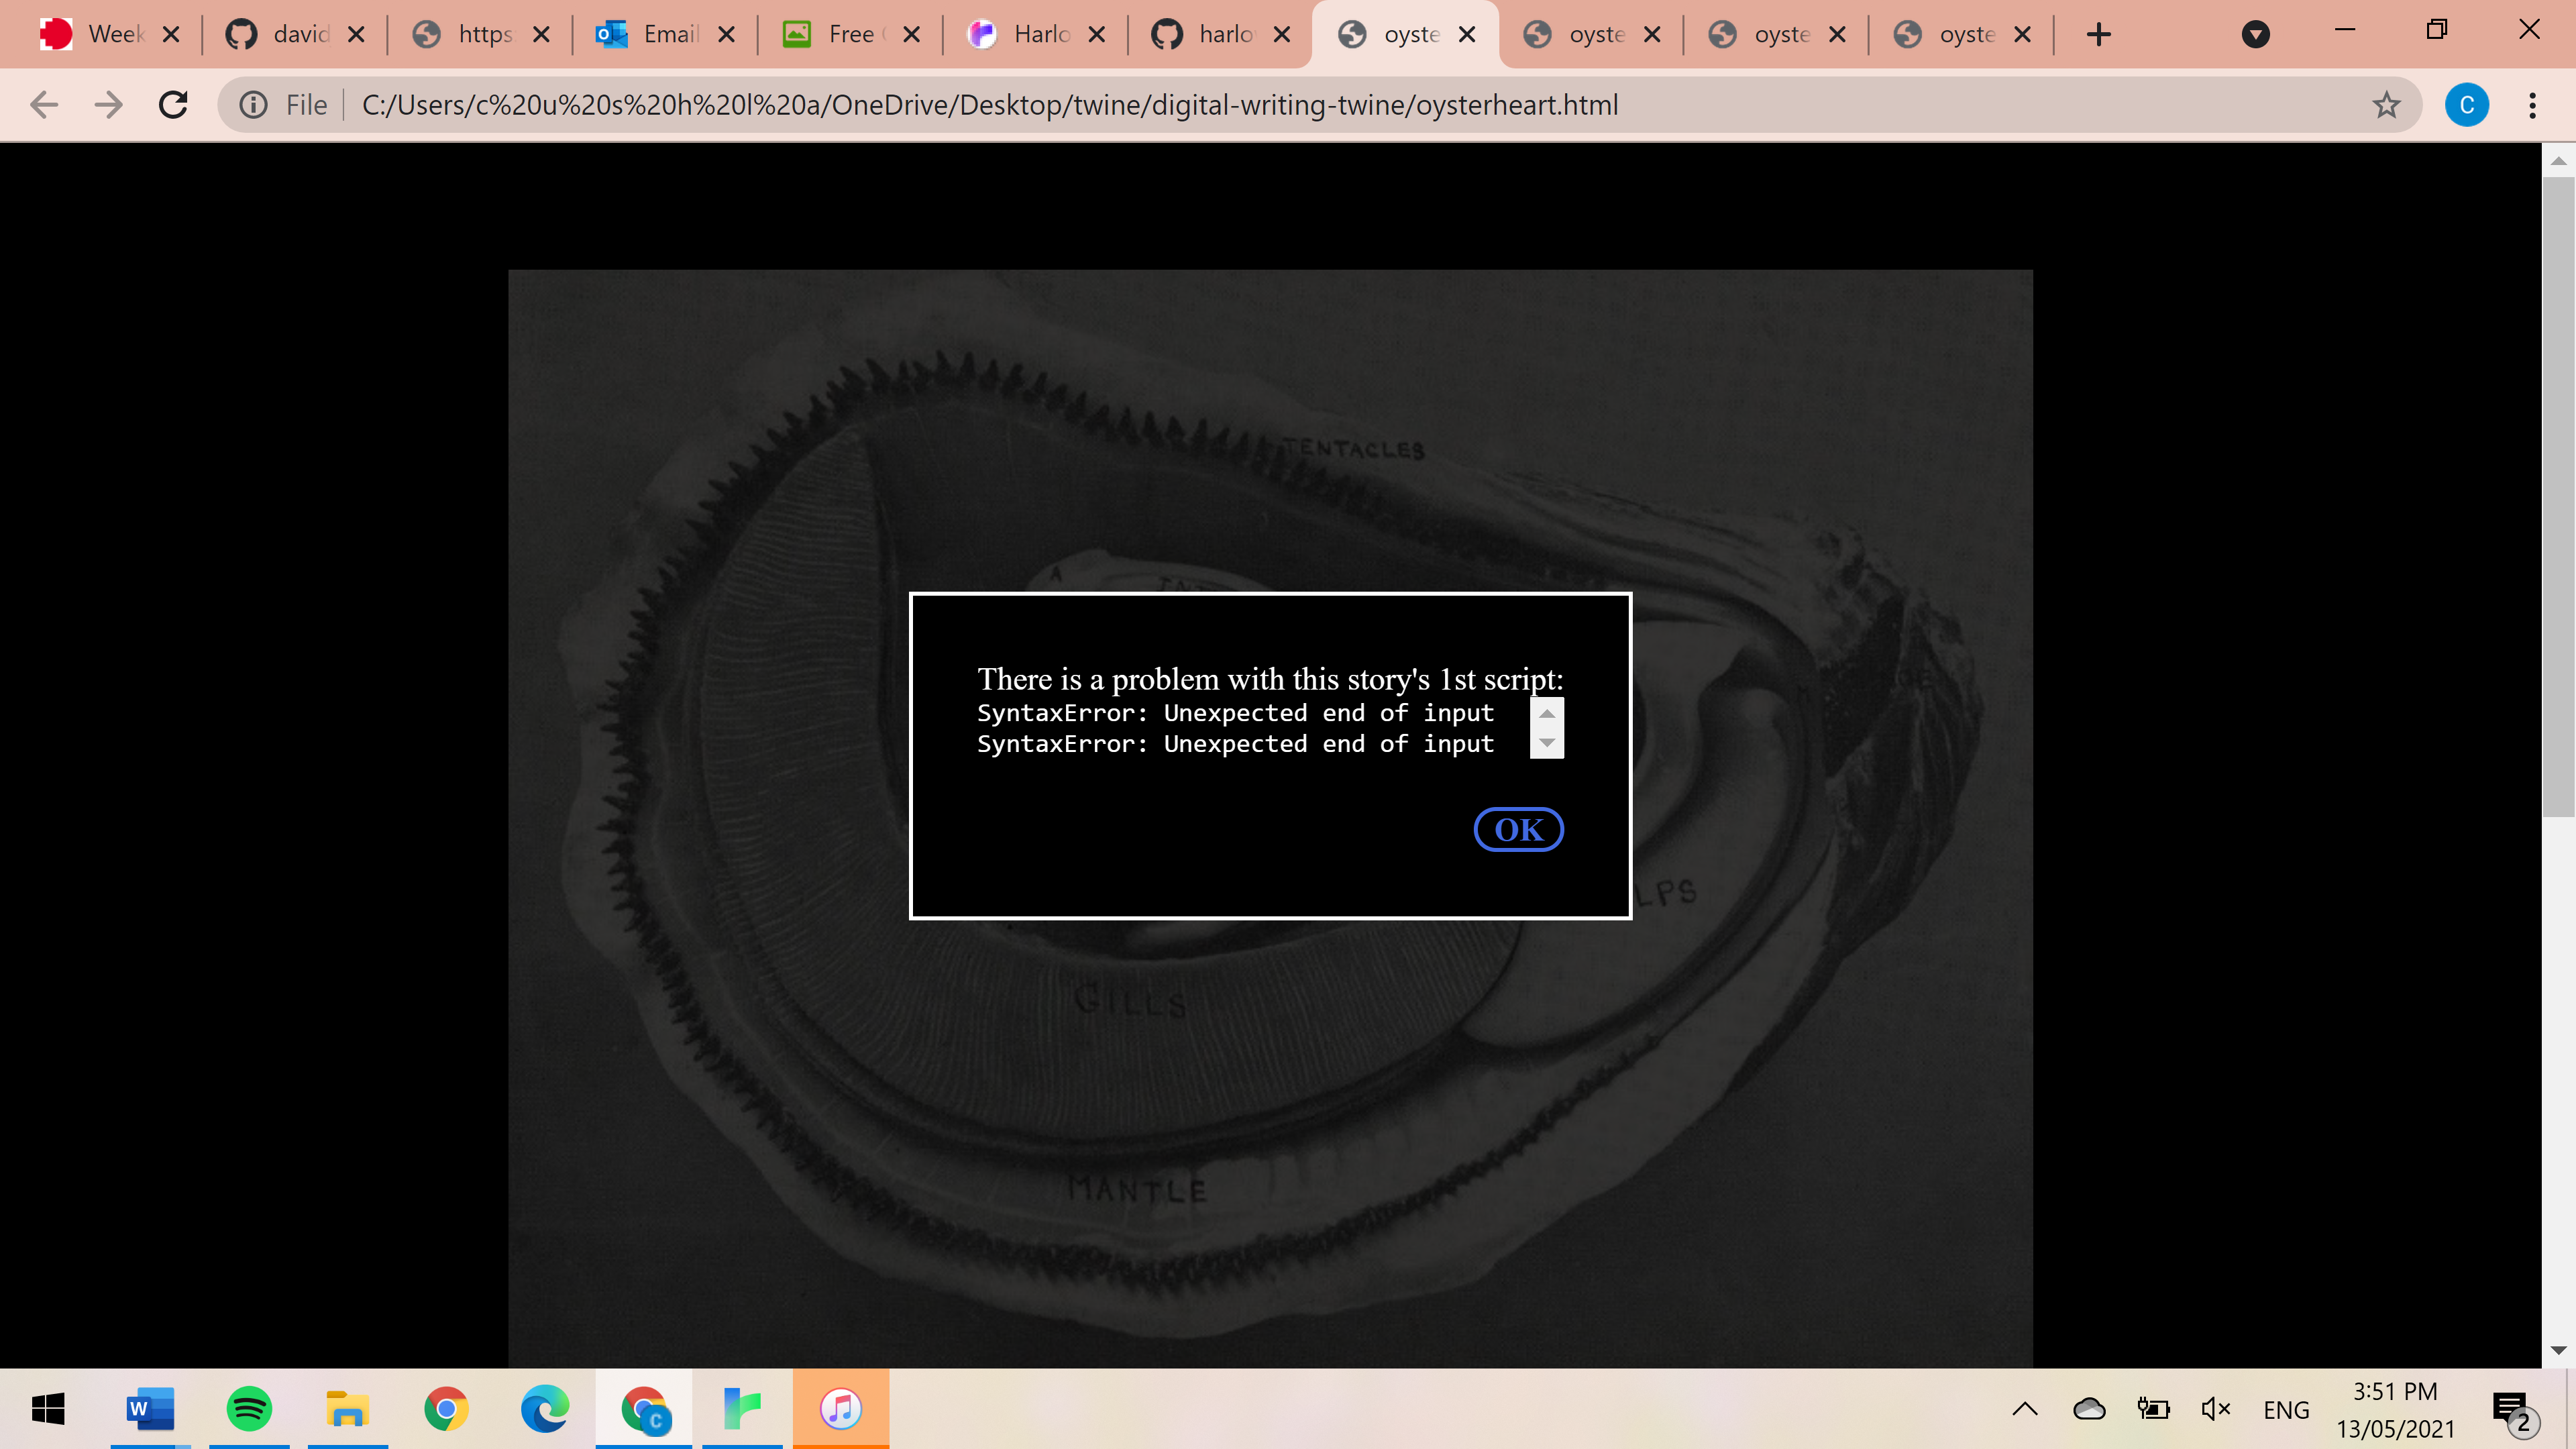 Week
david
https
Email
Free
Harlo
harlo
oyste
oyste
oyste
oyste
File
C:/Users/c%20u%20s%20h%20l%20a/OneDrive/Desktop/twine/digital-writing-twine/oysterheart.html
C
TENTACLES
A
There is a problem with this story's 1st script:
SyntaxError: Unexpected end of input
SyntaxError: Unexpected end of input
OK
LPS
GILLS
MANTLE
W
C
ENG
3:51 PM
13/05/2021
2